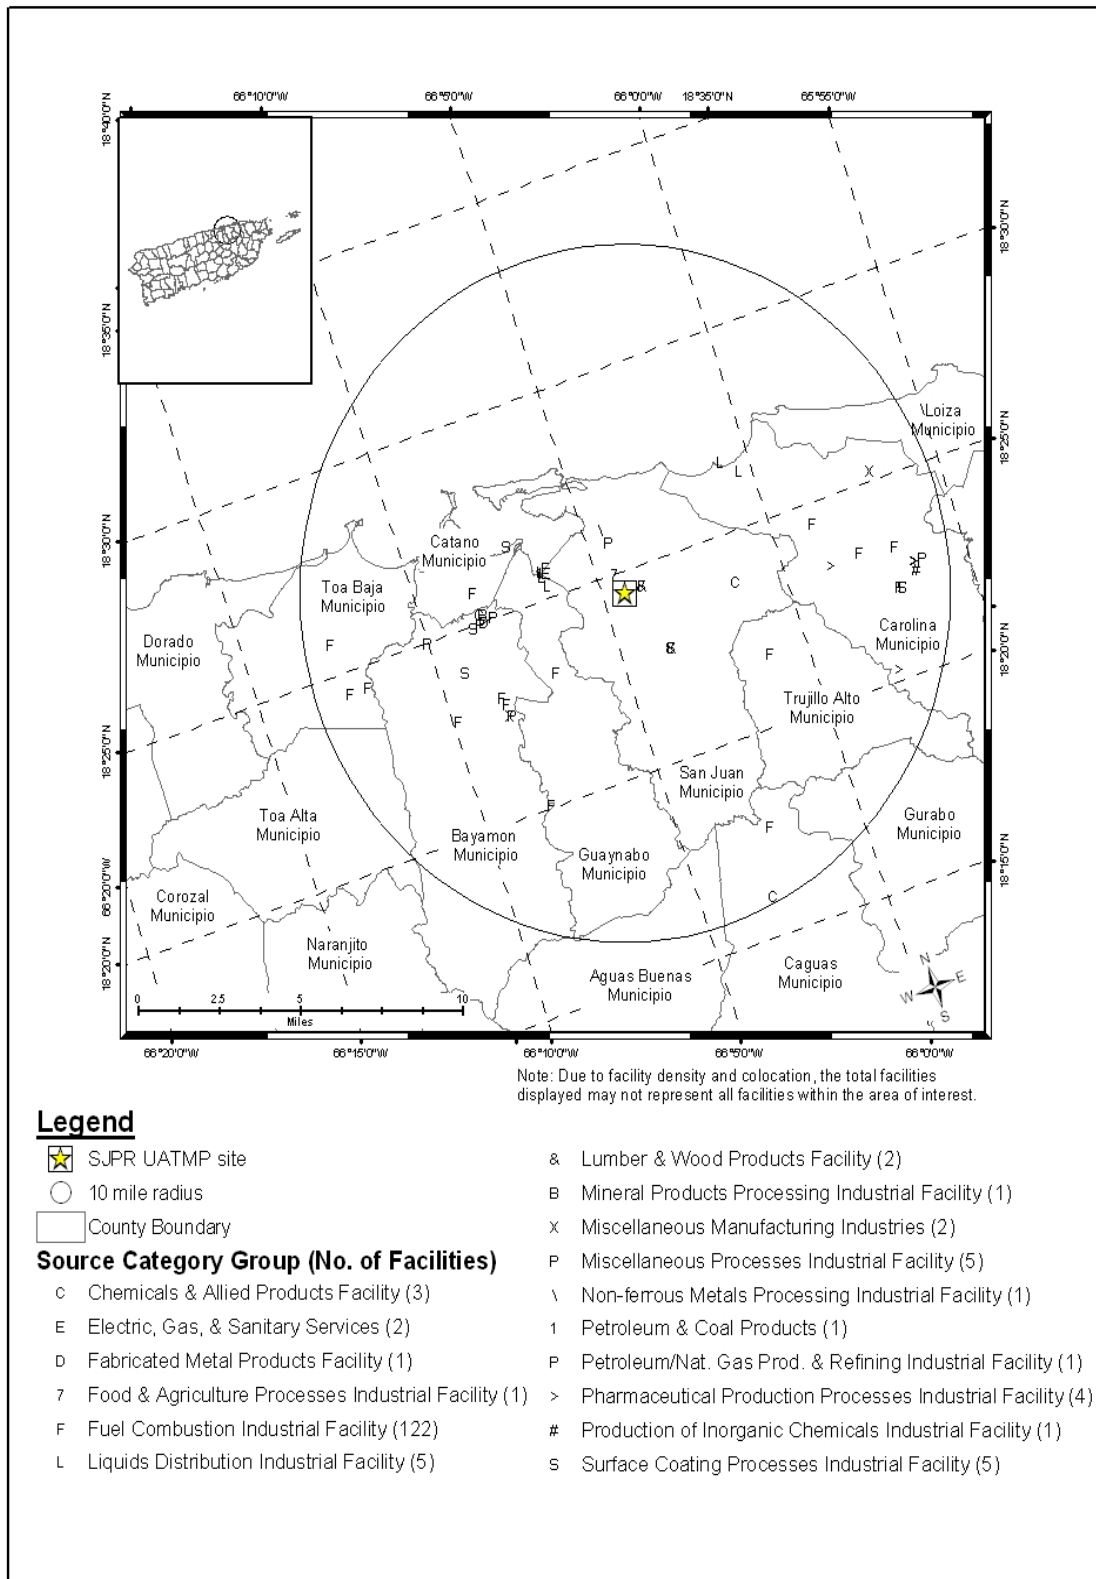 66°10'0"W
66°5'0"W
66°0'0"W
18°35'0"N
65°55'0"W
18°40'0"N
18°35'0"N
18°30'0"N
18°25'0"N
66°20'0"W
18°20'0"N
18°30'0"N
18°25'0"N
18°20'0"N
18°15'0"N
Loiza
Municipio
L
L
X
F
Catano
Municipio
S
P
F
F
P
>
>
#
E
E
L
7
&
C
F
S
Toa Baja
Municipio
F
Carolina
Municipio
Dorado
Municipio
F
P
S
F
S
F
&
F
>
F
F
F
F
F
P
Trujillo Alto
Municipio
San Juan
Municipio
Toa Alta
Municipio
F
Bayamon
Municipio
Guaynabo
Municipio
F
Gurabo
Municipio
Corozal
Municipio
C
Naranjito
Municipio
Aguas Buenas
Municipio
Caguas
Municipio
N
W
E
S
0
2.5
5
10
Miles
66°20'0"W
66°15'0"W
66°10'0"W
66°50'0"W
66°0'0"W
Note: Due to facility density and colocation, the total facilities
displayed may not represent all facilities within the area of interest.
Legend
SJPR UATMP site
10 mile radius
County Boundary
Source Category Group (No. of Facilities)
C Chemicals & Allied Products Facility (3)
E Electric, Gas, & Sanitary Services (2)
D Fabricated Metal Products Facility (1)
7 Food & Agriculture Processes Industrial Facility (1)
F Fuel Combustion Industrial Facility (122)
L Liquids Distribution Industrial Facility (5)
& Lumber & Wood Products Facility (2)
B Mineral Products Processing Industrial Facility (1)
X Miscellaneous Manufacturing Industries (2)
P Miscellaneous Processes Industrial Facility (5)
\ Non-ferrous Metals Processing Industrial Facility (1)
1 Petroleum & Coal Products (1)
P Petroleum/Nat. Gas Prod. & Refining Industrial Facility (1)
> Pharmaceutical Production Processes Industrial Facility (4)
# Production of Inorganic Chemicals Industrial Facility (1)
S Surface Coating Processes Industrial Facility (5)